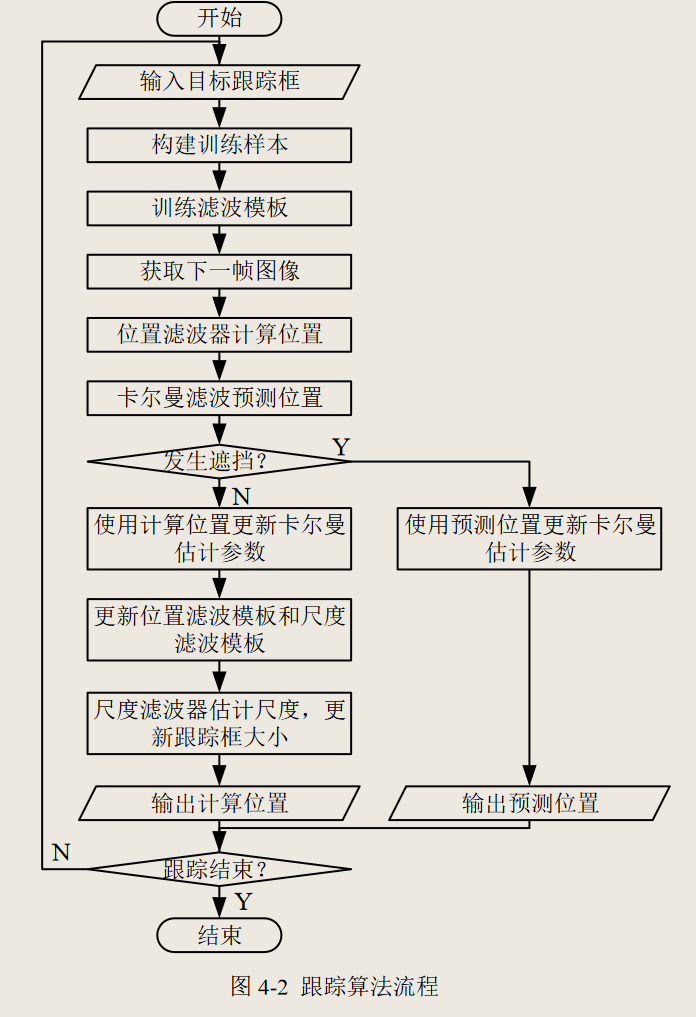 开始
输入目标跟踪框
构建训练样本
训练滤波模板
获取下一帧图像
位置滤波器计算位置
卡尔曼滤波预测位置
发生遮挡？
Y
N
使用计算位置更新卡尔曼
估计参数
使用预测位置更新卡尔曼
估计参数
更新位置滤波模板和尺度
滤波模板
尺度滤波器估计尺度，更
新跟踪框大小
输出计算位置
输出预测位置
跟踪结束？
N
Y
结束
图 4-2 跟踪算法流程